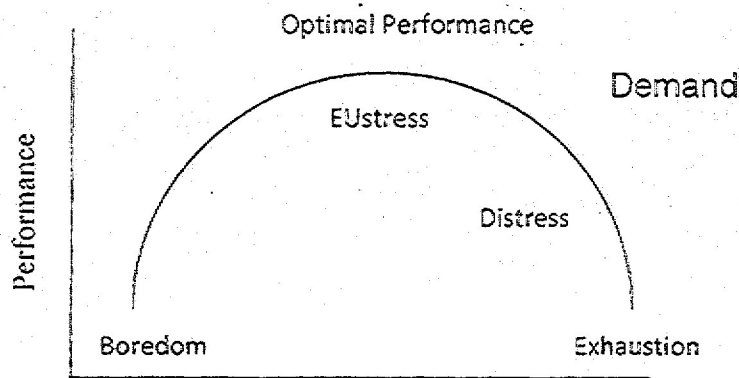 Optimal Performance
Demand
EUstress
Performance
Distress
Boredom
Exhaustion